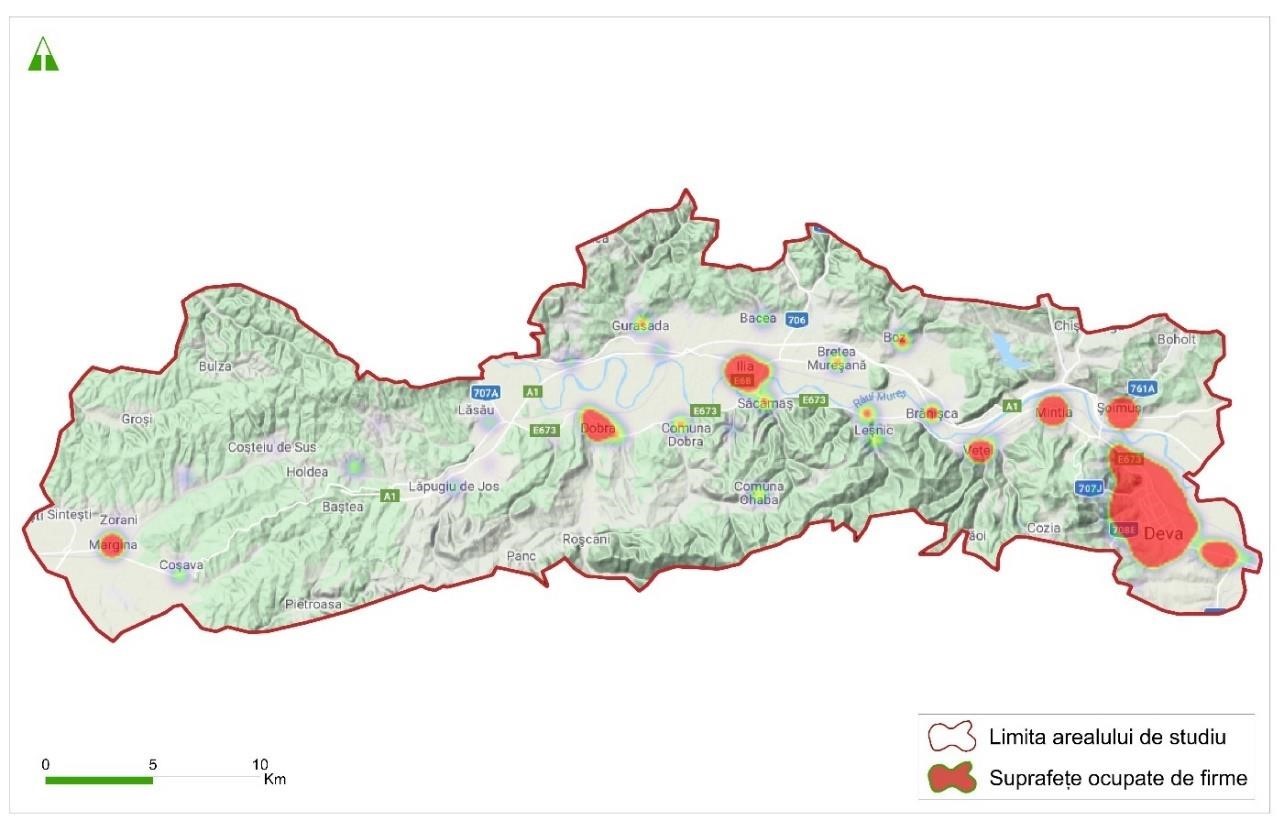 706
Gurasada
Bacea
Chiș
Boholt
Boz
Bretea
Mureșană
Bulza
Ilia
E68
761A
707A
A1
Lăsău
Săcămaș
E673
Râul Mureș
Brănișca
A1
Mintia
Șoimuș
Groși
E673
Dobra
E673
Comuna
Dobra
Leșnic
Coșteiu de Sus
Vețel
E673
Holdea
Lăpugiu de Jos
Comuna
Ohaba
707J
A1
Baștea
ti Sintești
Zorani
Cozia
708E
Deva
Margina
Roșcani
Panc
Coșava
Pietroasa
Limita arealului de studiu
0 5 10
Km
Suprafețe ocupate de firme